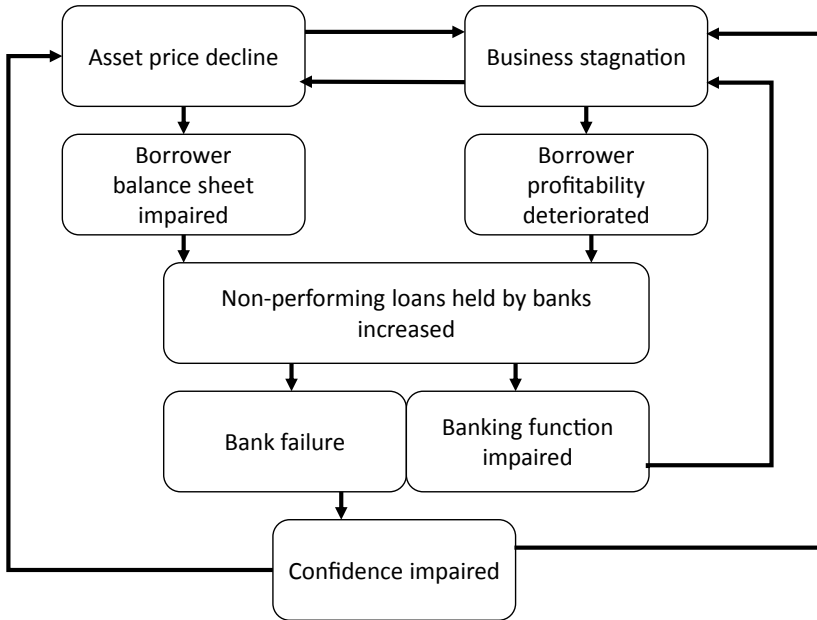 Asset price decline
Business stagnation
Borrower
balance sheet
impaired
Borrower
profitability
deteriorated
Non-performing loans held by banks
increased
Bank failure
Banking function
impaired
Confidence impaired